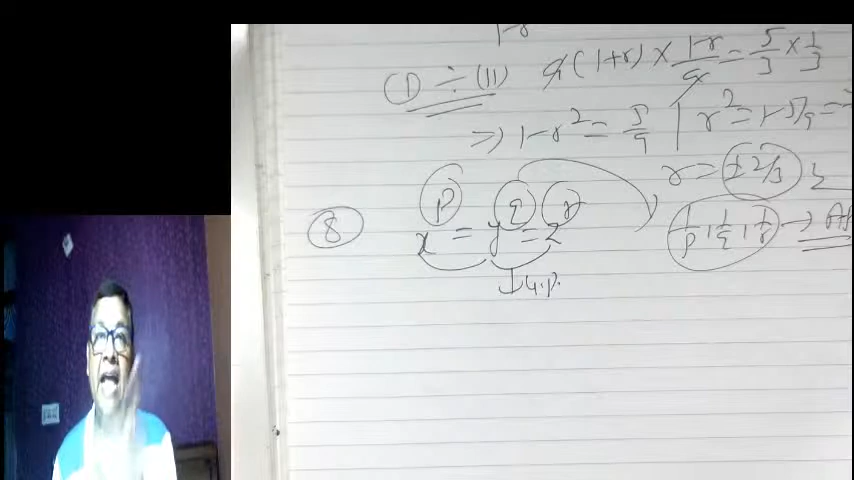 1-r
(I) ÷ (II) a(1+r) × 1-r/a = 5/3 × 1/3
⇒ 1-r² = 5/9 | r² = 1-5/9 =
r = ± 2/3
(8) x^p = y^q = z^r 1/p, 1/q, 1/r → AP
↓ G.P.